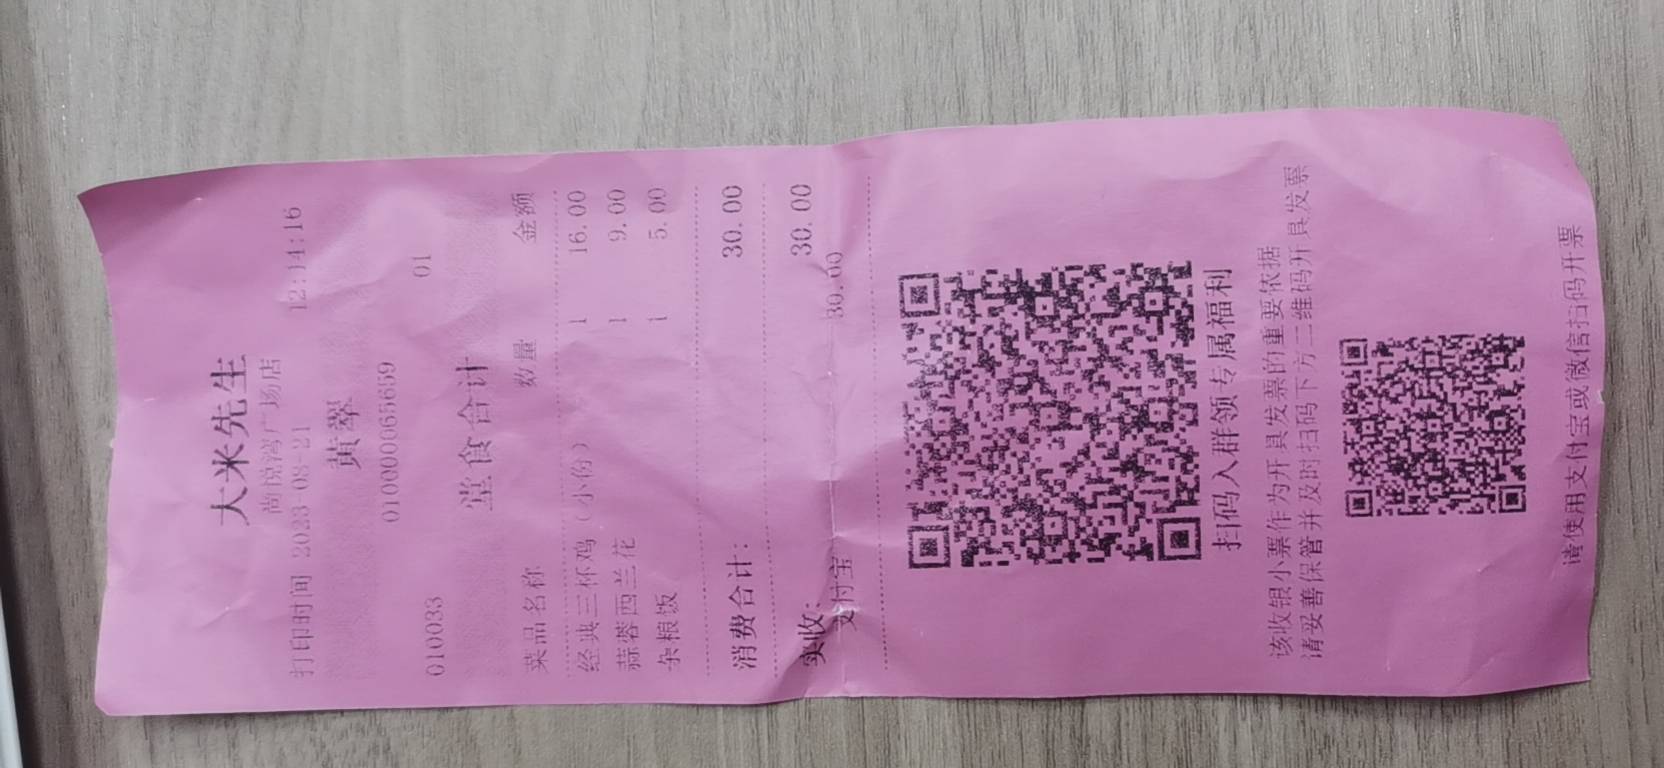 大米先生
尚悦湾广场店
打印时间 2023-08-21 12:14:16
黄翠
010000065659
010033 01
堂食合计
菜品名称 数量 金额
经典三杯鸡（小份） 1 16.00
蒜蓉西兰花 1 9.00
杂粮饭 1 5.00
消费合计: 30.00
实收: 30.00
支付宝 30.00
扫码入群领专属福利
该收银小票作为开具发票的重要依据
请妥善保管并及时扫码下方二维码开具发票
请使用支付宝或微信扫码开票